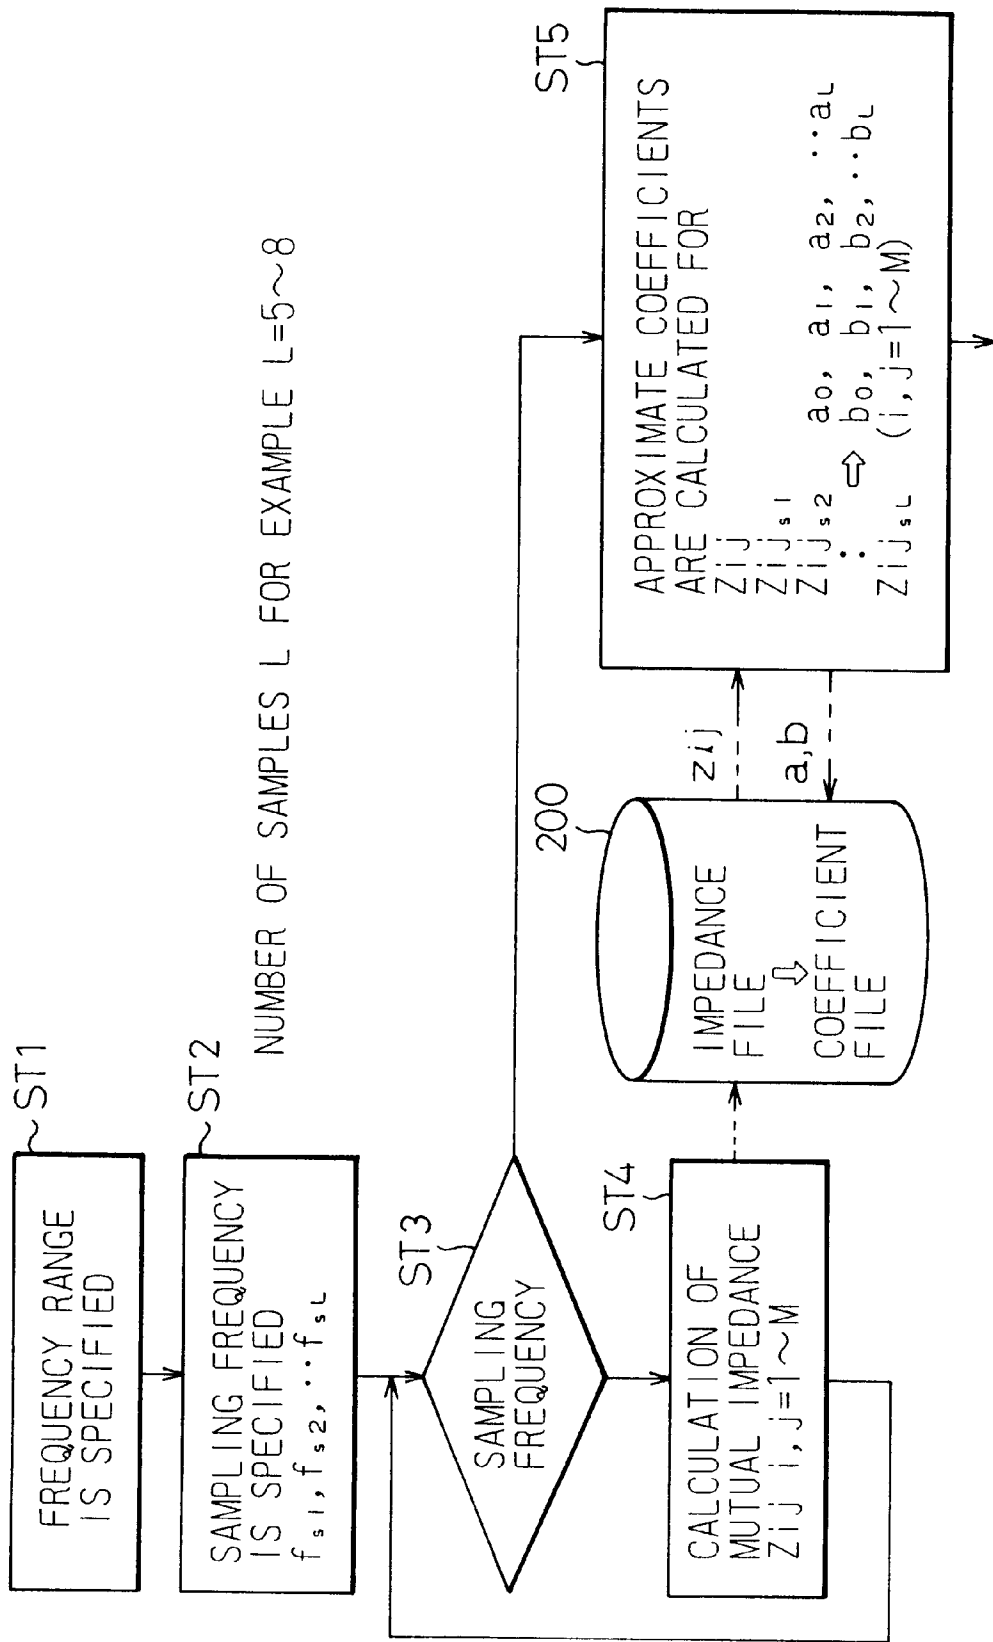 ST1
FREQUENCY RANGE
IS SPECIFIED
ST2
SAMPLING FREQUENCY
IS SPECIFIED
fs1, fs2, ‥fsL
NUMBER OF SAMPLES L FOR EXAMPLE L=5~8
ST3
SAMPLING
FREQUENCY
ST4
CALCULATION OF
MUTUAL IMPEDANCE
Zij i,j=1~M
200
IMPEDANCE
FILE
⇨
COEFFICIENT
FILE
zij
a,b
ST5
APPROXIMATE COEFFICIENTS
ARE CALCULATED FOR
Zij
Zijs1
Zijs2 a0, a1, a2, ‥aL
: ⇨ b0, b1, b2, ‥bL
ZijsL (i,j=1~M)